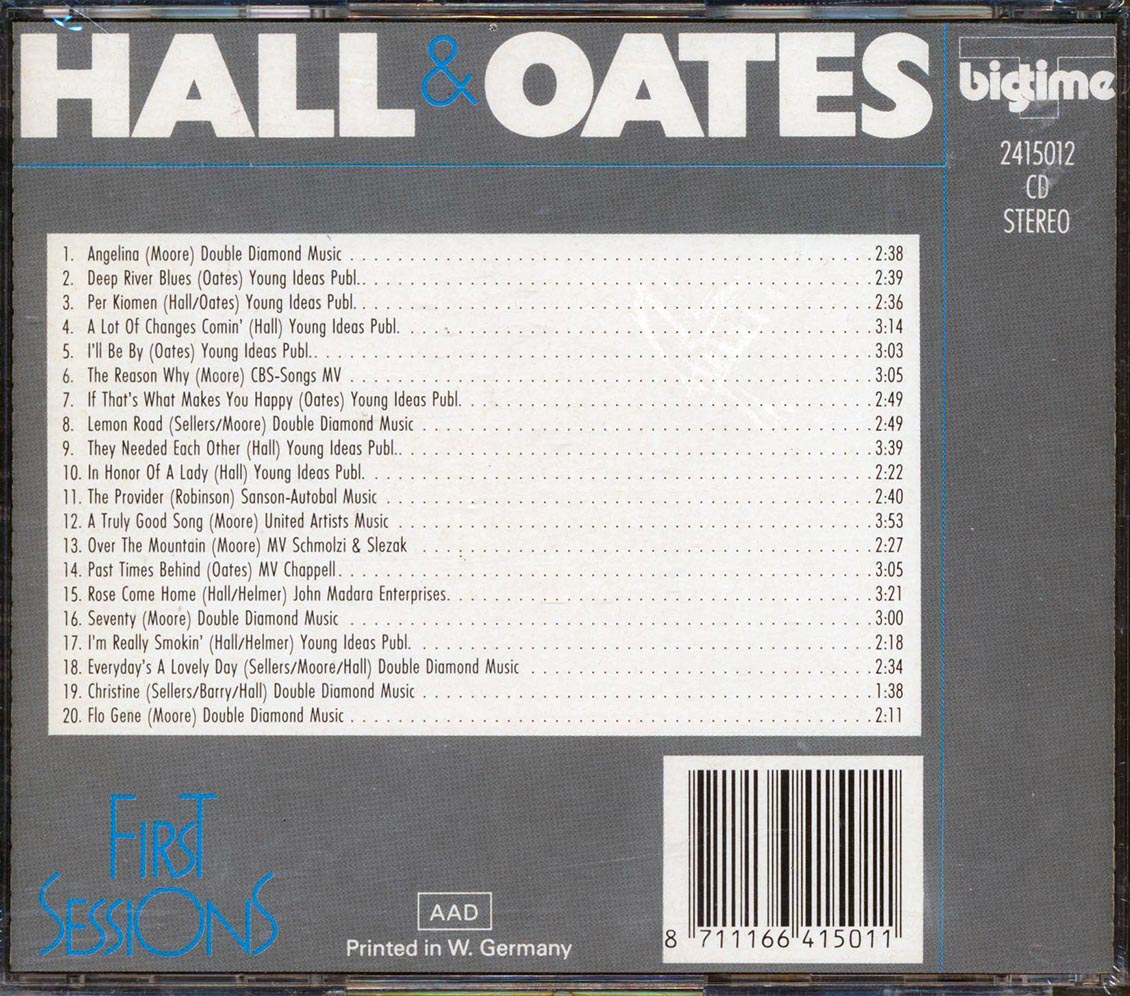 HALL & OATES
bigtime
2415012
CD
STEREO
1. Angelina (Moore) Double Diamond Music 2:38
2. Deep River Blues (Oates) Young Ideas Publ. 2:39
3. Per Kiomen (Hall/Oates) Young Ideas Publ. 2:36
4. A Lot Of Changes Comin' (Hall) Young Ideas Publ. 3:14
5. I'll Be By (Oates) Young Ideas Publ. 3:03
6. The Reason Why (Moore) CBS-Songs MV 3:05
7. If That's What Makes You Happy (Oates) Young Ideas Publ. 2:49
8. Lemon Road (Sellers/Moore) Double Diamond Music 2:49
9. They Needed Each Other (Hall) Young Ideas Publ. 3:39
10. In Honor Of A Lady (Hall) Young Ideas Publ. 2:22
11. The Provider (Robinson) Sanson-Autobal Music 2:40
12. A Truly Good Song (Moore) United Artists Music 3:53
13. Over The Mountain (Moore) MV Schmolzi & Slezak 2:27
14. Past Times Behind (Oates) MV Chappell 3:05
15. Rose Come Home (Hall/Helmer) John Madara Enterprises. 3:21
16. Seventy (Moore) Double Diamond Music 3:00
17. I'm Really Smokin' (Hall/Helmer) Young Ideas Publ. 2:18
18. Everyday's A Lovely Day (Sellers/Moore/Hall) Double Diamond Music 2:34
19. Christine (Sellers/Barry/Hall) Double Diamond Music 1:38
20. Flo Gene (Moore) Double Diamond Music 2:11
FIRST
SESSIONS
AAD
Printed in W. Germany
8 711166 415011